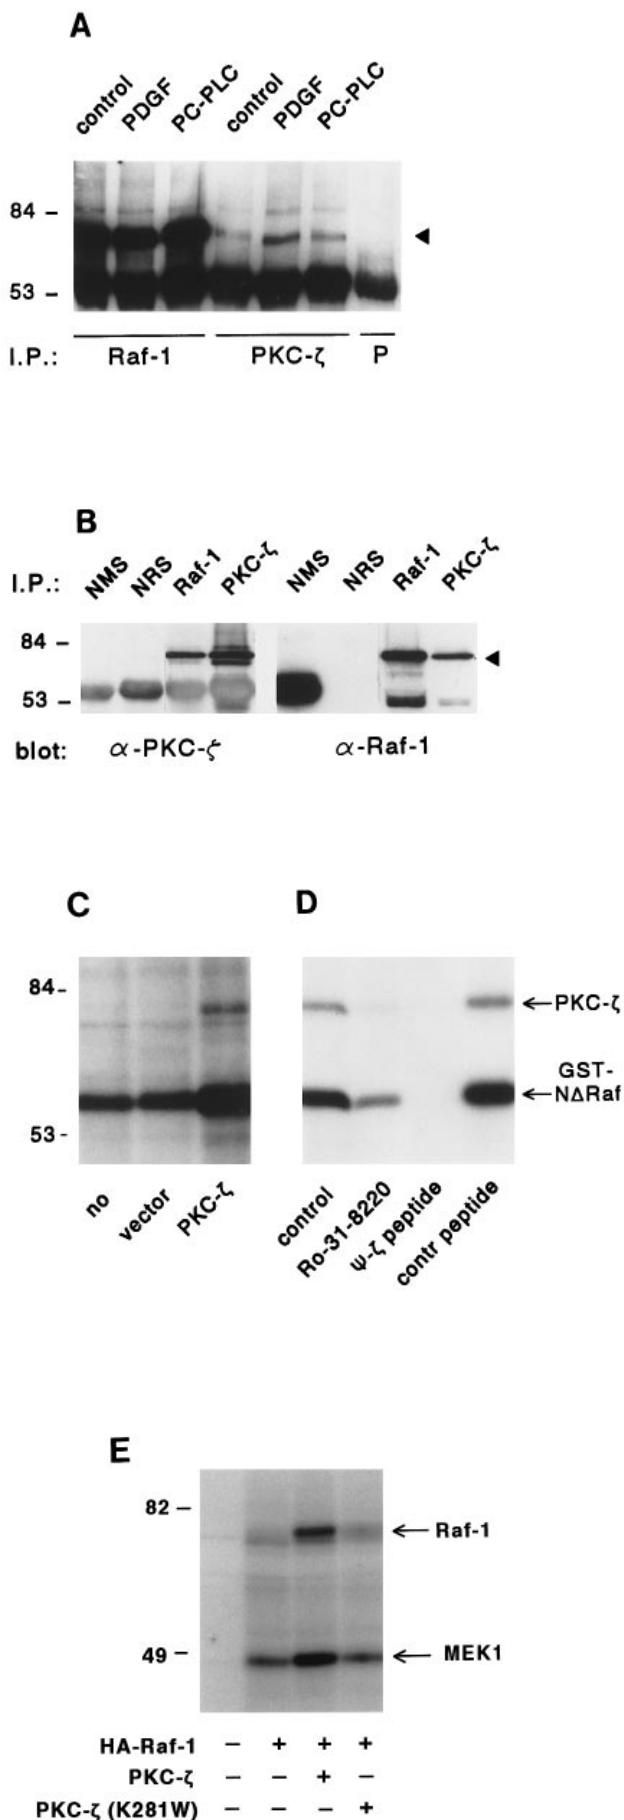 A
control PDGF PC-PLC control PDGF PC-PLC
84 –
53 –
I.P.: Raf-1 PKC-ζ P
B
I.P.: NMS NRS Raf-1 PKC-ζ NMS NRS Raf-1 PKC-ζ
84 –
53 –
blot: α-PKC-ζ α-Raf-1
C D
84 –
←PKC-ζ
GST-
←NΔRaf
53 -
no vector PKC-ζ control Ro-31-8220 Ψ-ζ peptide contr peptide
E
82 –
← Raf-1
49 –
← MEK1
HA-Raf-1 – + + +
PKC-ζ – – + –
PKC-ζ (K281W) – – – +